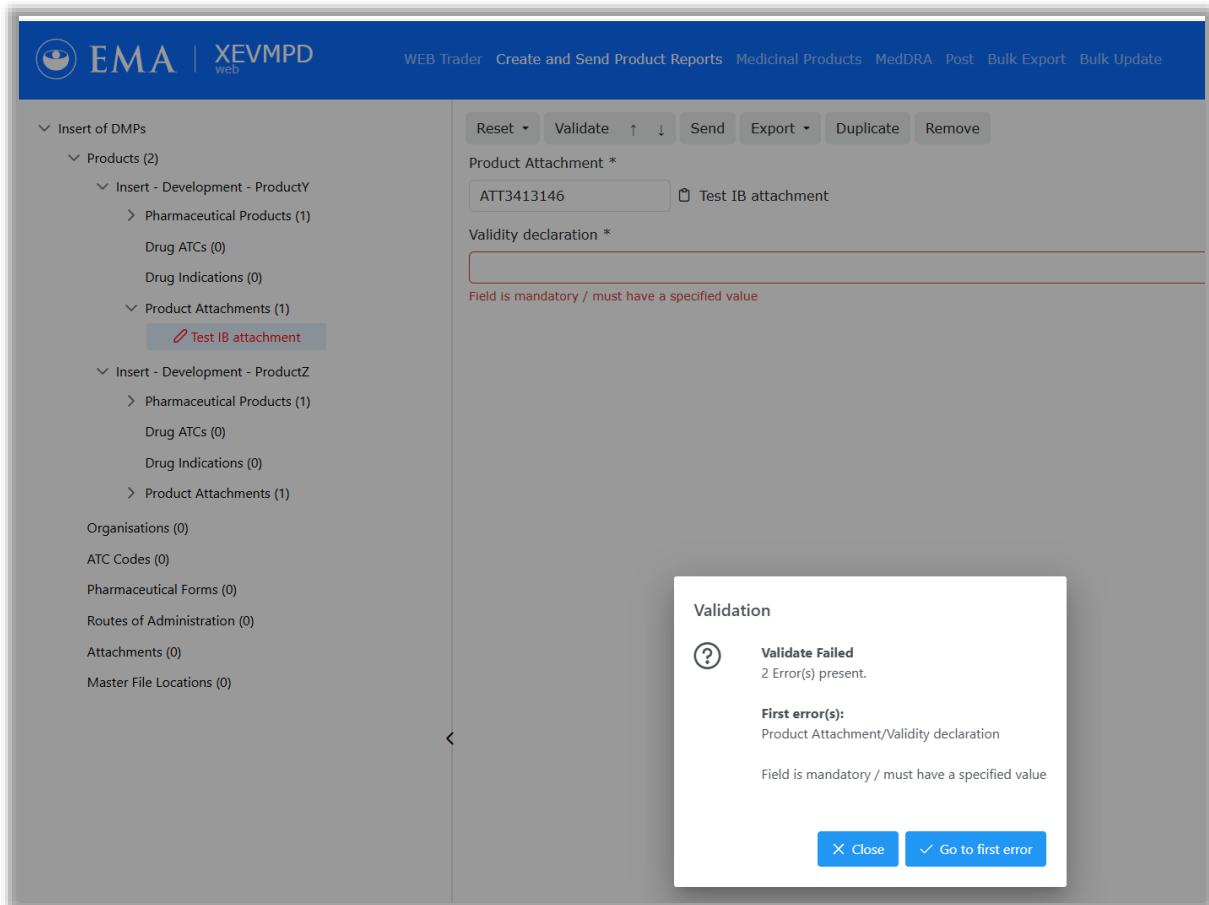 EMA | XEVMPD
web
WEB Trader Create and Send Product Reports Medicinal Products MedDRA Post Bulk Export Bulk Update
Insert of DMPs
Products (2)
Insert - Development - ProductY
Pharmaceutical Products (1)
Drug ATCs (0)
Drug Indications (0)
Product Attachments (1)
Test IB attachment
Insert - Development - ProductZ
Pharmaceutical Products (1)
Drug ATCs (0)
Drug Indications (0)
Product Attachments (1)
Organisations (0)
ATC Codes (0)
Pharmaceutical Forms (0)
Routes of Administration (0)
Attachments (0)
Master File Locations (0)
Reset Validate ↑ ↓ Send Export Duplicate Remove
Product Attachment *
ATT3413146 Test IB attachment
Validity declaration *
Field is mandatory / must have a specified value
Validation
Validate Failed
2 Error(s) present.
First error(s):
Product Attachment/Validity declaration
Field is mandatory / must have a specified value
Close Go to first error